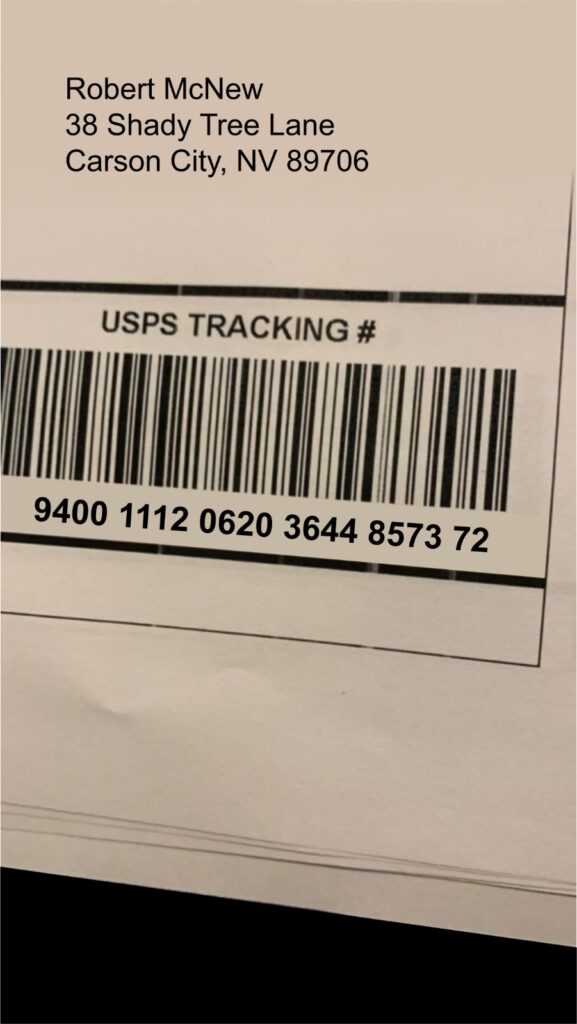 Robert McNew
38 Shady Tree Lane
Carson City, NV 89706
USPS TRACKING #
9400 1112 0620 3644 8573 72